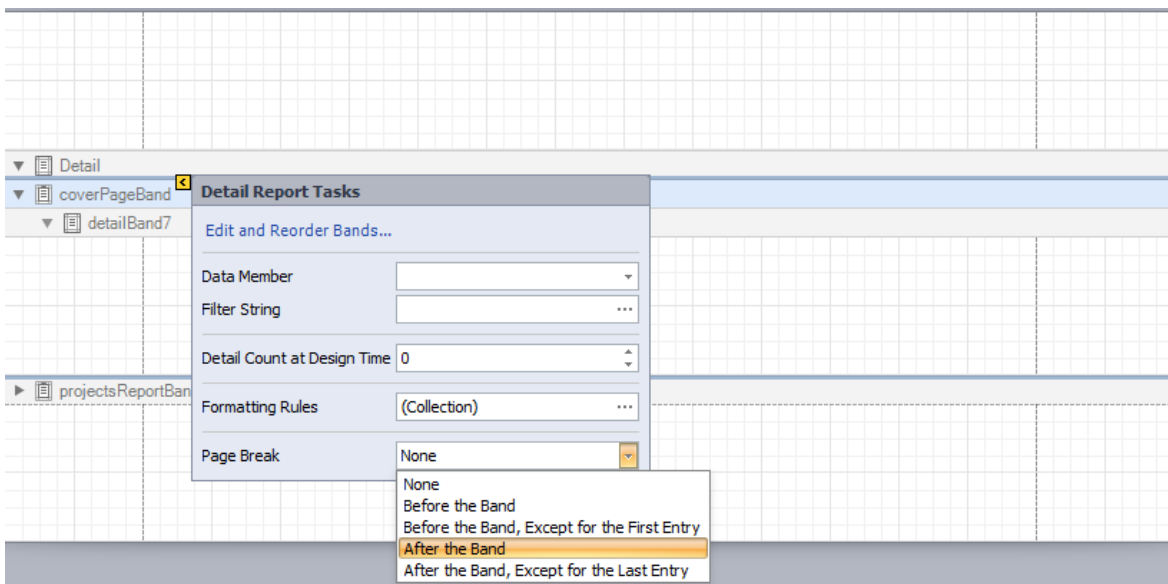 Detail
coverPageBand
Detail Report Tasks
detailBand7
Edit and Reorder Bands...
Data Member
Filter String
Detail Count at Design Time 0
projectsReportBan
Formatting Rules (Collection)
Page Break None
None
Before the Band
Before the Band, Except for the First Entry
After the Band
After the Band, Except for the Last Entry